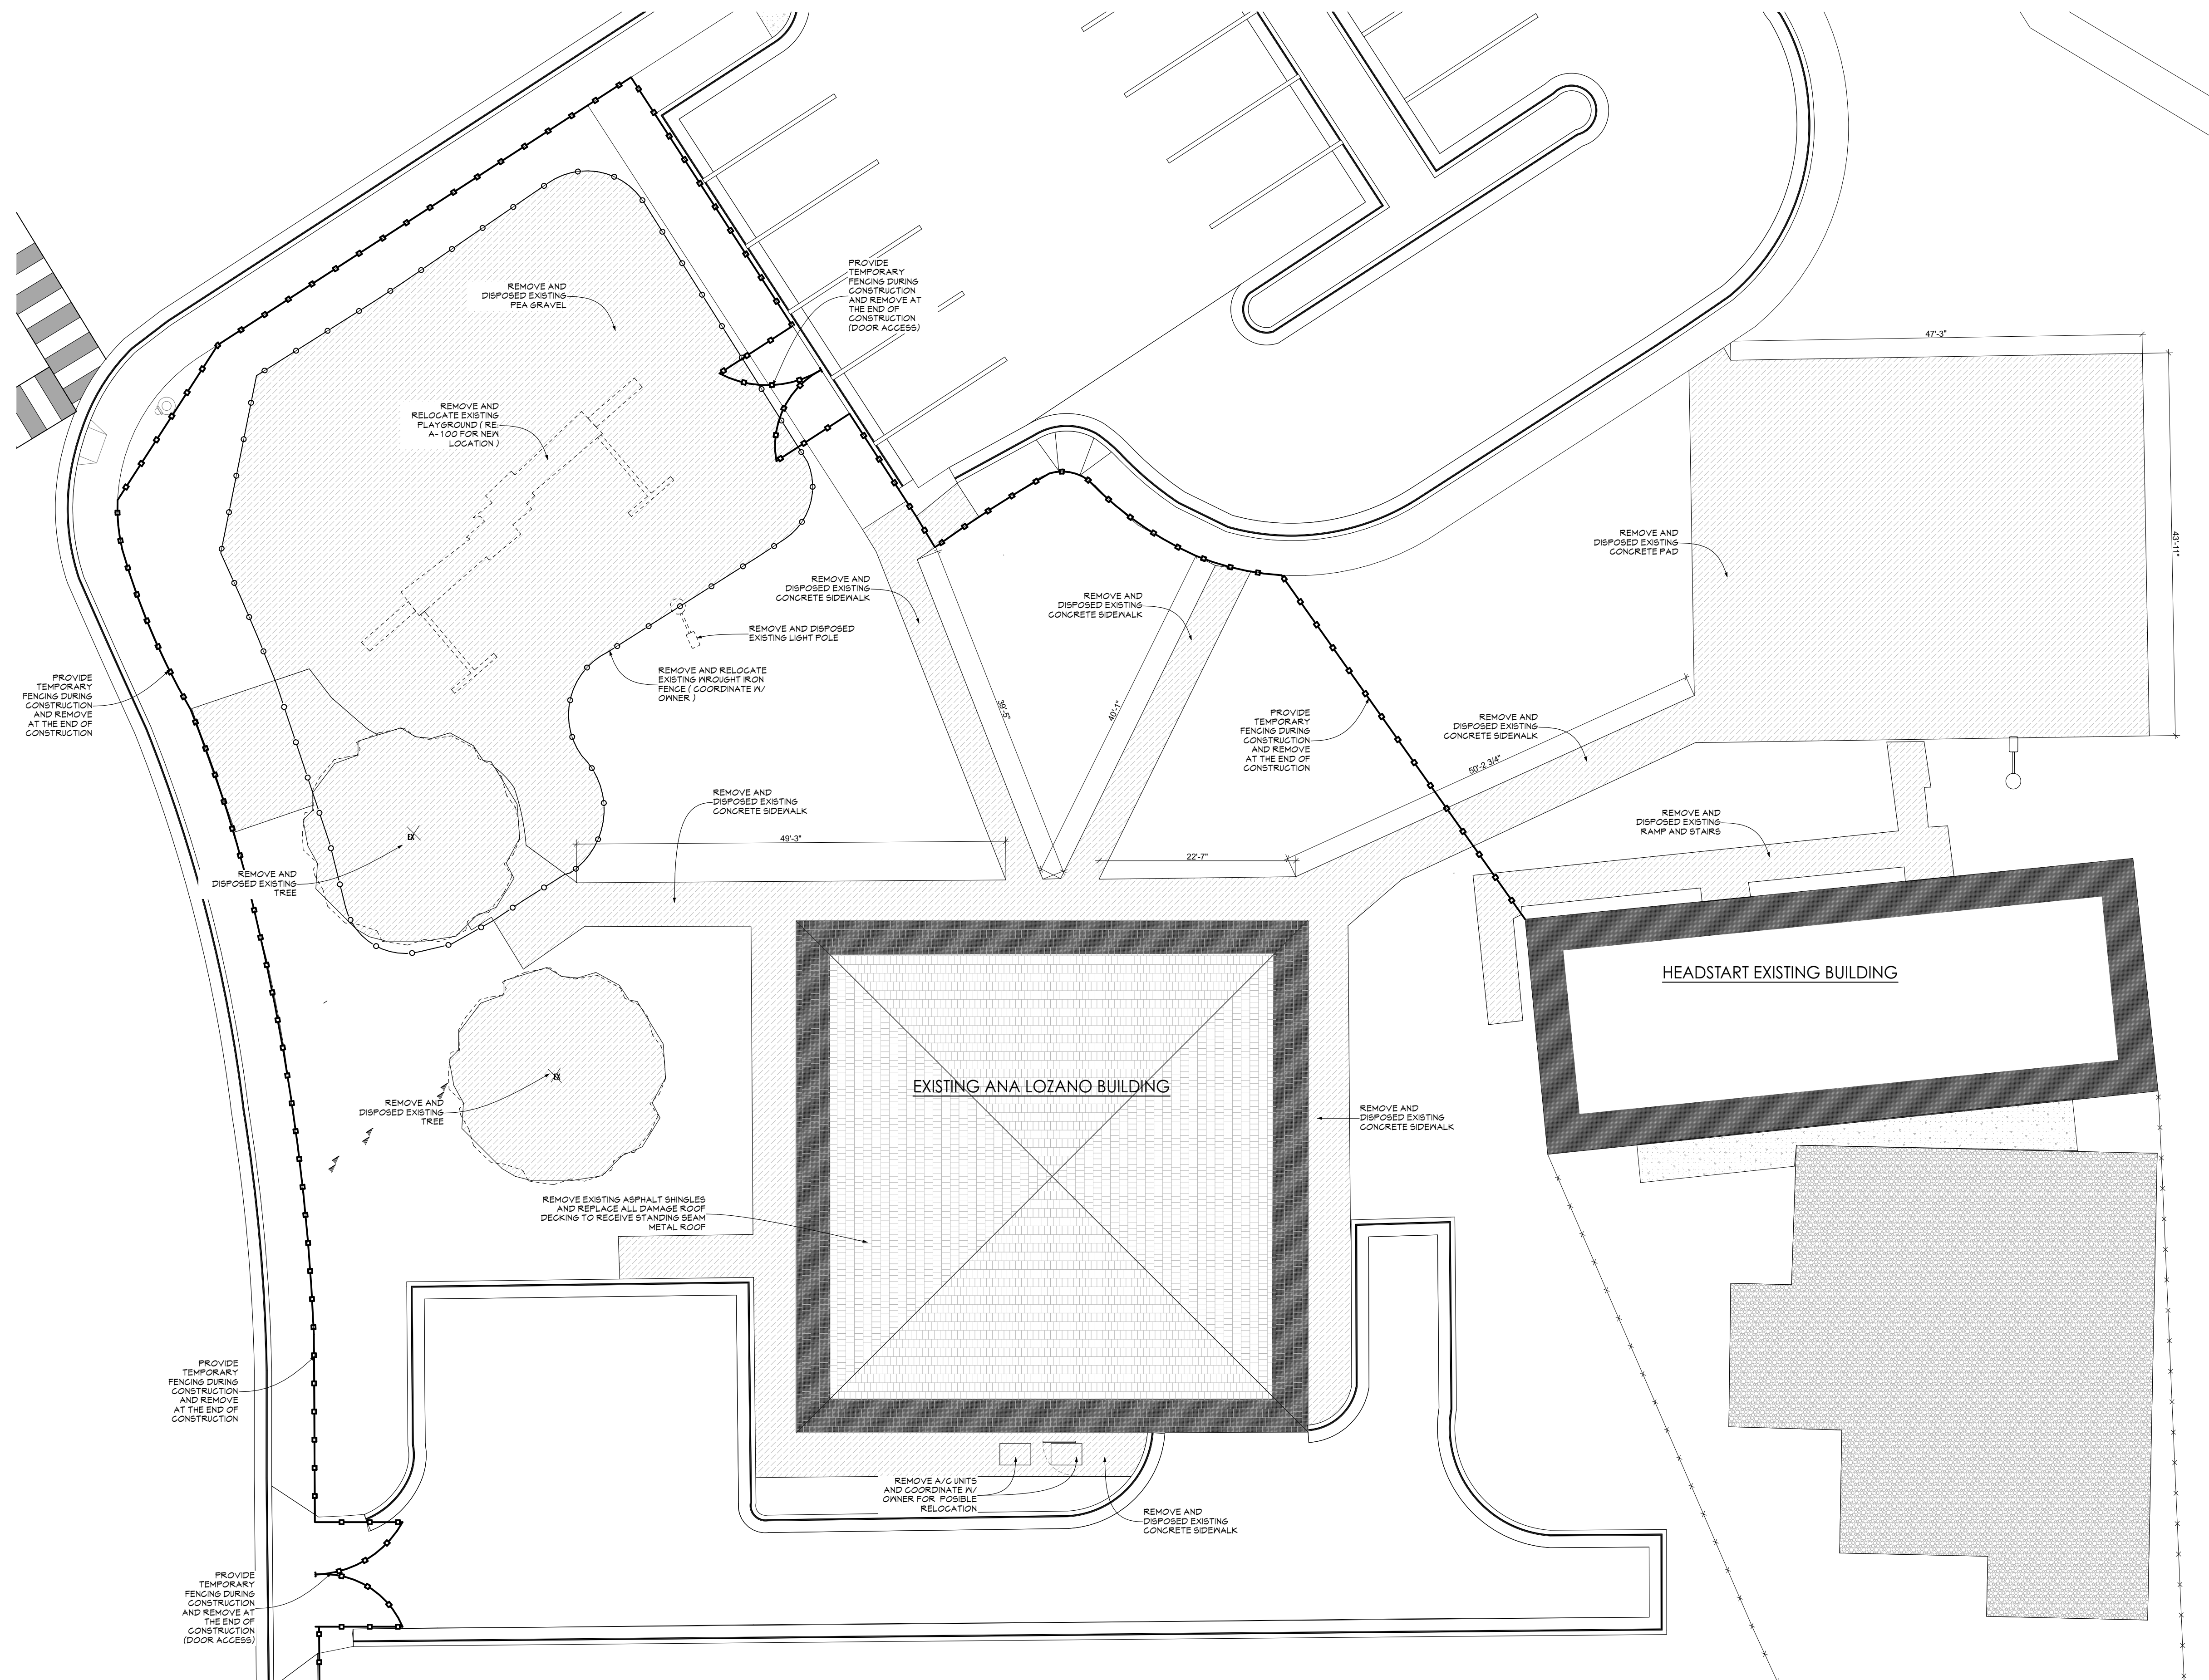 PROVIDE
TEMPORARY
FENCING DURING
CONSTRUCTION
AND REMOVE AT
THE END OF
CONSTRUCTION
(DOOR ACCESS)
REMOVE AND
DISPOSED EXISTING
PEA GRAVEL
47'-3"
REMOVE AND
RELOCATE EXISTING
PLAYGROUND ( RE:
A-100 FOR NEW
LOCATION )
REMOVE AND
DISPOSED EXISTING
CONCRETE PAD
43'-11"
REMOVE AND
DISPOSED EXISTING
CONCRETE SIDEWALK
REMOVE AND
DISPOSED EXISTING
CONCRETE SIDEWALK
REMOVE AND DISPOSED
EXISTING LIGHT POLE
REMOVE AND RELOCATE
EXISTING WROUGHT IRON
FENCE ( COORDINATE W/
OWNER )
PROVIDE
TEMPORARY
FENCING DURING
CONSTRUCTION
AND REMOVE
AT THE END OF
CONSTRUCTION
39'-5"
40'-1"
PROVIDE
TEMPORARY
FENCING DURING
CONSTRUCTION
AND REMOVE
AT THE END OF
CONSTRUCTION
REMOVE AND
DISPOSED EXISTING
CONCRETE SIDEWALK
50'-2 3/4"
REMOVE AND
DISPOSED EXISTING
CONCRETE SIDEWALK
REMOVE AND
DISPOSED EXISTING
RAMP AND STAIRS
49'-3"
22'-7"
EX
REMOVE AND
DISPOSED EXISTING
TREE
HEADSTART EXISTING BUILDING
EX
EXISTING ANA LOZANO BUILDING
REMOVE AND
DISPOSED EXISTING
TREE
REMOVE AND
DISPOSED EXISTING
CONCRETE SIDEWALK
REMOVE EXISTING ASPHALT SHINGLES
AND REPLACE ALL DAMAGE ROOF
DECKING TO RECEIVE STANDING SEAM
METAL ROOF
PROVIDE
TEMPORARY
FENCING DURING
CONSTRUCTION
AND REMOVE
AT THE END OF
CONSTRUCTION
REMOVE A/C UNITS
AND COORDINATE W/
OWNER FOR POSIBLE
RELOCATION
REMOVE AND
DISPOSED EXISTING
CONCRETE SIDEWALK
PROVIDE
TEMPORARY
FENCING DURING
CONSTRUCTION
AND REMOVE AT
THE END OF
CONSTRUCTION
(DOOR ACCESS)